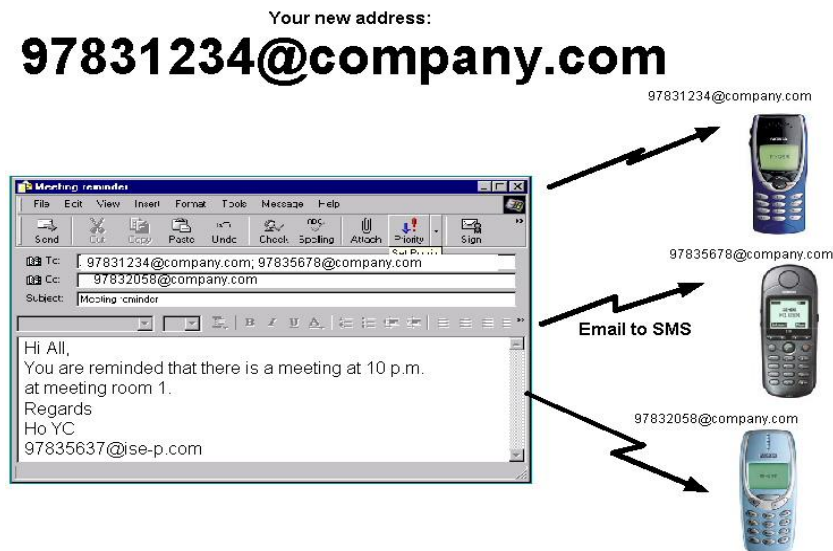 Your new address:
97831234@company.com
97831234@company.com
Meeting reminder
File Edit View Insert Format Tools Message Help
Send Cut Copy Paste Undo Check Spelling Attach Priority Sign
To: 97831234@company.com; 97835678@company.com
Cc: 97832058@company.com
Subject: Meeting reminder
B I U A
Hi All,
You are reminded that there is a meeting at 10 p.m.
at meeting room 1.
Regards
Ho YC
97835637@ise-p.com
97835678@company.com
Email to SMS
97832058@company.com